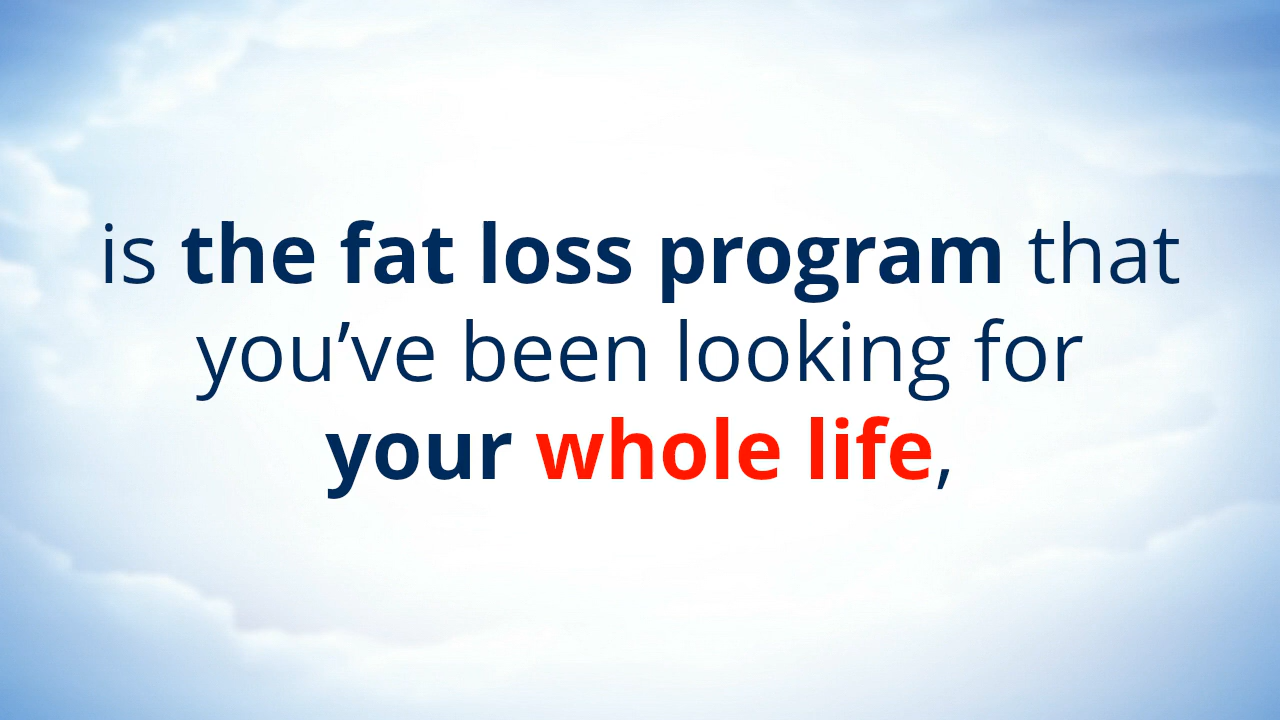 is the fat loss program that
you’ve been looking for
your whole life,